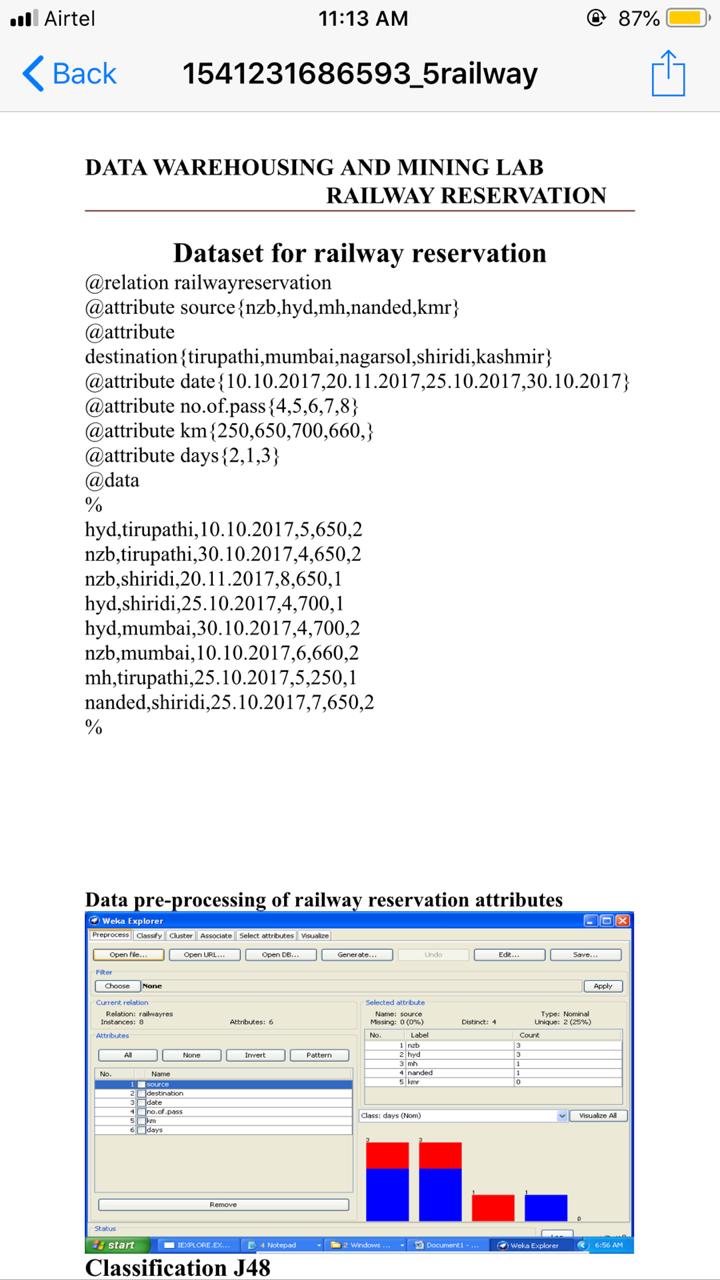 Airtel 11:13 AM 87%
Back 1541231686593_5railway
DATA WAREHOUSING AND MINING LAB
RAILWAY RESERVATION
Dataset for railway reservation
@relation railwayreservation
@attribute source{nzb,hyd,mh,nanded,kmr}
@attribute
destination{tirupathi,mumbai,nagarsol,shiridi,kashmir}
@attribute date{10.10.2017,20.11.2017,25.10.2017,30.10.2017}
@attribute no.of.pass{4,5,6,7,8}
@attribute km{250,650,700,660,}
@attribute days{2,1,3}
@data
%
hyd,tirupathi,10.10.2017,5,650,2
nzb,tirupathi,30.10.2017,4,650,2
nzb,shiridi,20.11.2017,8,650,1
hyd,shiridi,25.10.2017,4,700,1
hyd,mumbai,30.10.2017,4,700,2
nzb,mumbai,10.10.2017,6,660,2
mh,tirupathi,25.10.2017,5,250,1
nanded,shiridi,25.10.2017,7,650,2
%
Data pre-processing of railway reservation attributes
Weka Explorer
Preprocess Classify Cluster Associate Select attributes Visualize
Open file... Open URL... Open DB... Generate... Undo Edit... Save...
Filter
Choose None Apply
Current relation
Relation: railwayres
Instances: 8 Attributes: 6
Attributes
All None Invert Pattern
No. Name
1 source
2 destination
3 date
4 no.of.pass
5 km
6 days
Remove
Selected attribute
Name: source Type: Nominal
Missing: 0 (0%) Distinct: 4 Unique: 2 (25%)
No. Label Count
1 nzb 3
2 hyd 3
3 mh 1
4 nanded 1
5 kmr 0
Class: days (Nom) Visualize All
3 3 1 1 0
Status
start IEXPLORE.EX... 4 Notepad 2 Windows ... Document1 - ... Weka Explorer 6:56 AM
Classification J48